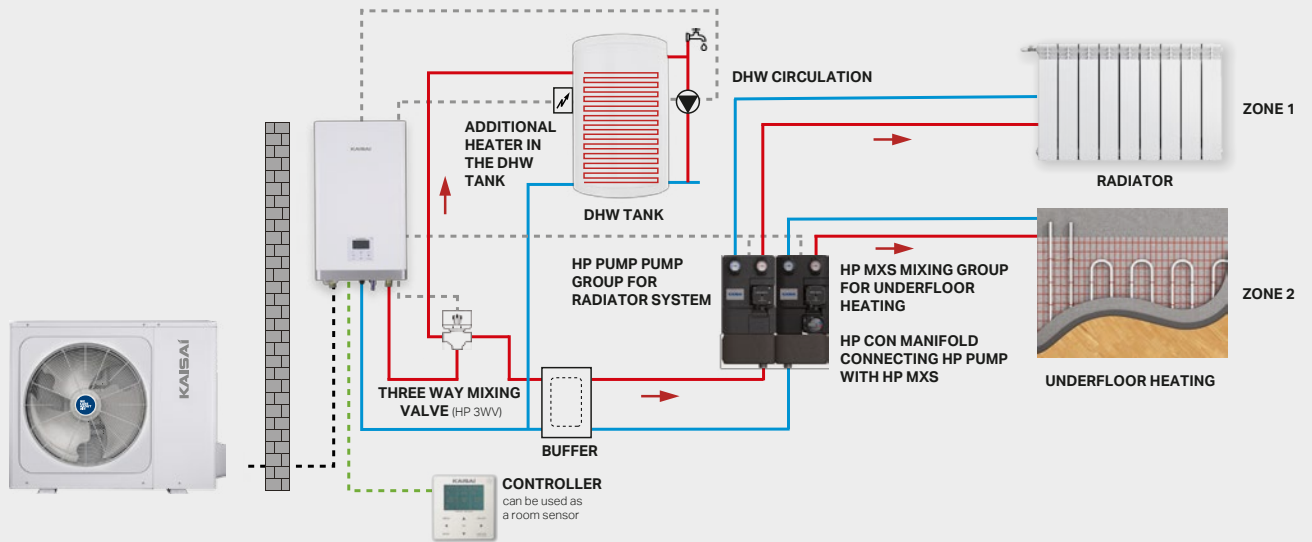 DHW CIRCULATION
ZONE 1
KAISAI
ADDITIONAL
HEATER IN
THE DHW
TANK
RADIATOR
DHW TANK
HP PUMP PUMP
GROUP FOR
RADIATOR SYSTEM
HP MXS MIXING GROUP
FOR UNDERFLOOR
HEATING
ZONE 2
KAISAI
HP CON MANIFOLD
CONNECTING HP PUMP
WITH HP MXS
UNDERFLOOR HEATING
THREE WAY MIXING
VALVE (HP 3WV)
BUFFER
KAISAI
CONTROLLER
can be used as
a room sensor